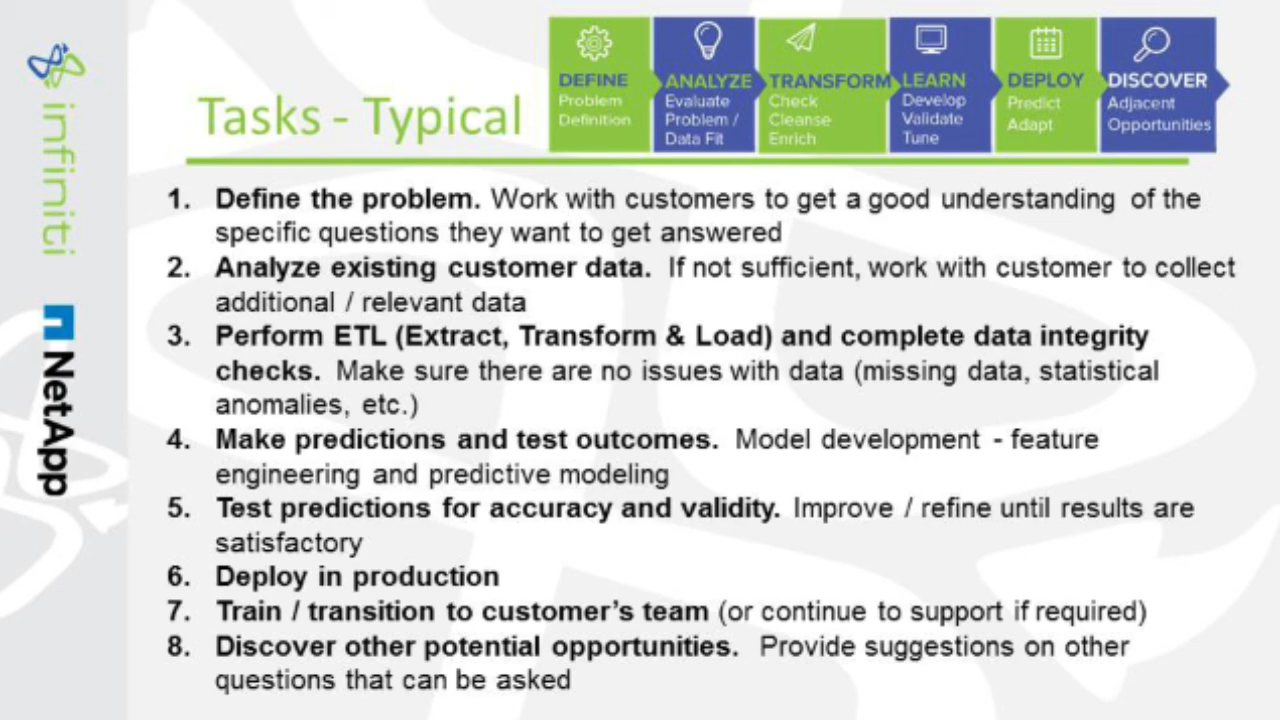 infiniti
NetApp
Tasks - Typical
DEFINE
Problem
Definition
ANALYZE
Evaluate
Problem /
Data Fit
TRANSFORM
Check
Cleanse
Enrich
LEARN
Develop
Validate
Tune
DEPLOY
Predict
Adapt
DISCOVER
Adjacent
Opportunities
1. Define the problem. Work with customers to get a good understanding of the
specific questions they want to get answered
2. Analyze existing customer data. If not sufficient, work with customer to collect
additional / relevant data
3. Perform ETL (Extract, Transform & Load) and complete data integrity
checks. Make sure there are no issues with data (missing data, statistical
anomalies, etc.)
4. Make predictions and test outcomes. Model development - feature
engineering and predictive modeling
5. Test predictions for accuracy and validity. Improve / refine until results are
satisfactory
6. Deploy in production
7. Train / transition to customer's team (or continue to support if required)
8. Discover other potential opportunities. Provide suggestions on other
questions that can be asked